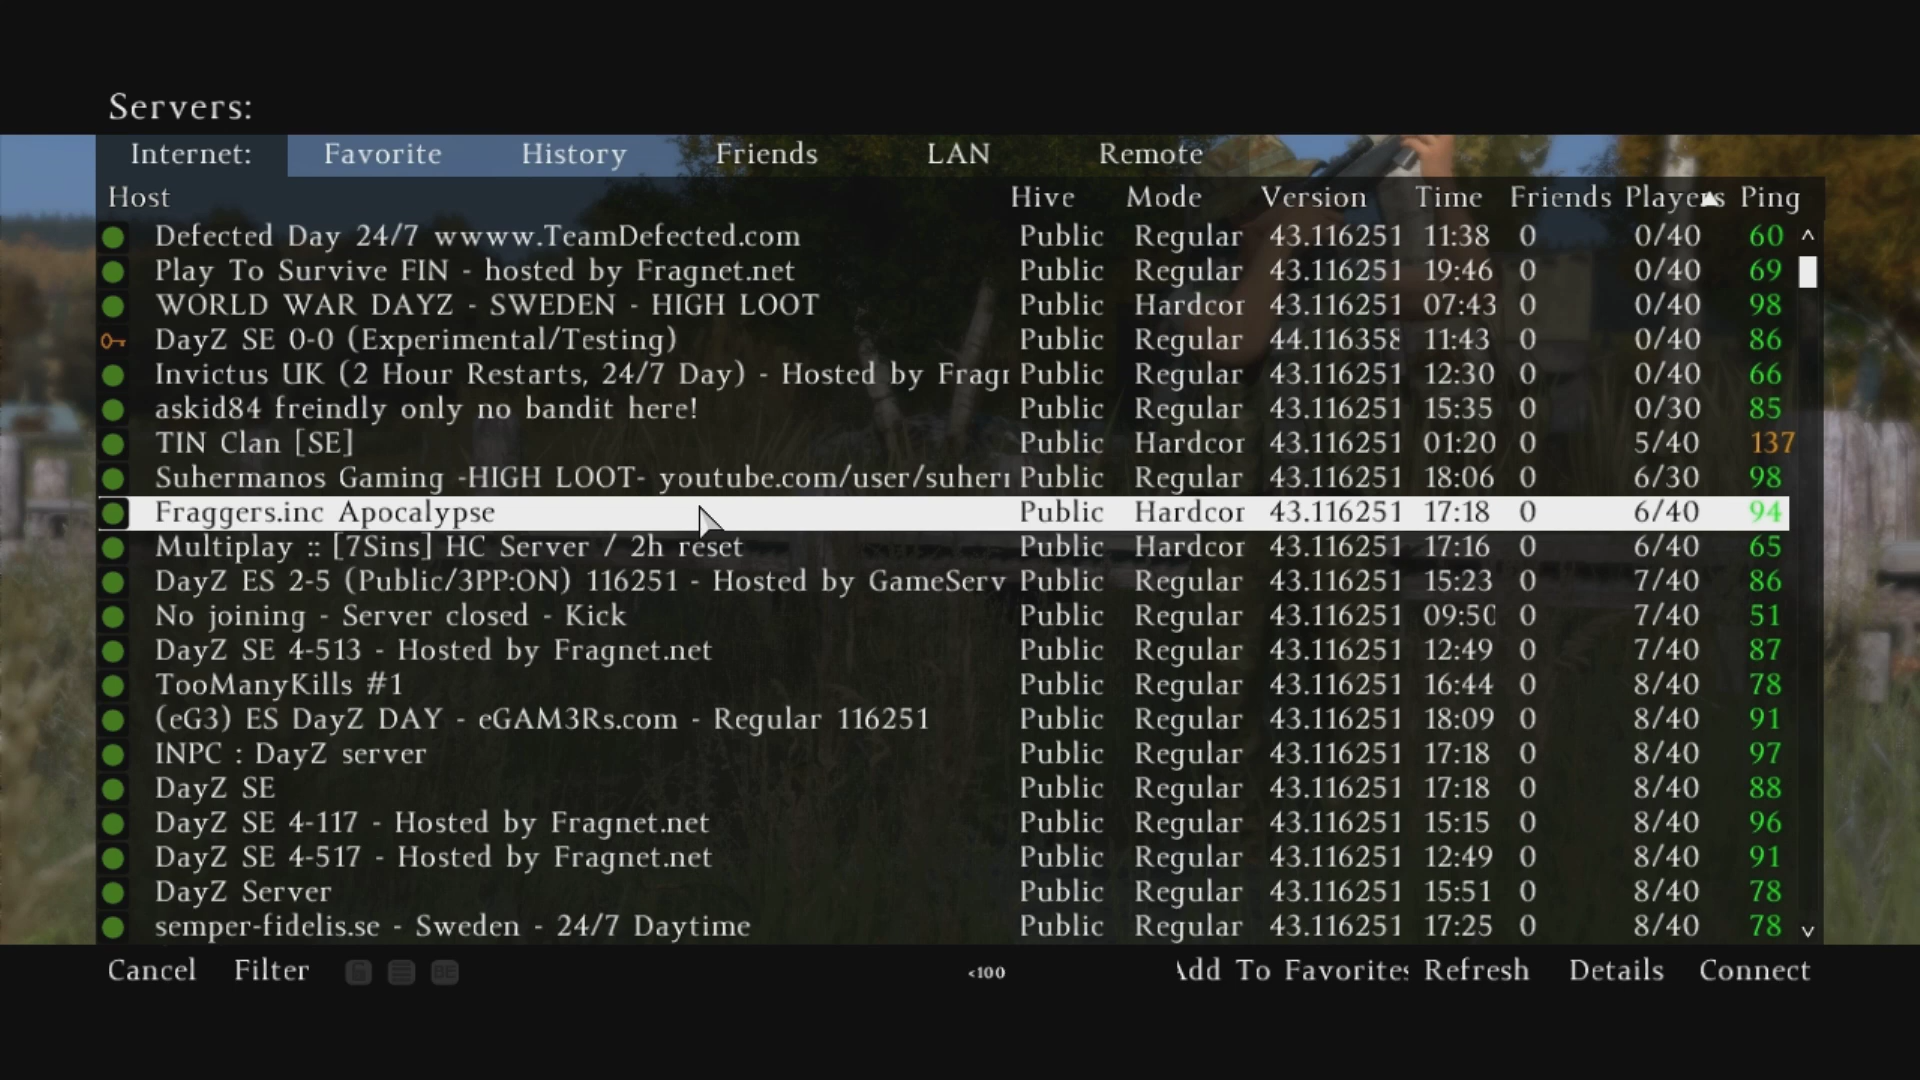 Servers:
Internet: Favorite History Friends LAN Remote
Host Hive Mode Version Time Friends Players Ping
Defected Day 24/7 wwww.TeamDefected.com Public Regular 43.116251 11:38 0 0/40 60
Play To Survive FIN - hosted by Fragnet.net Public Regular 43.116251 19:46 0 0/40 69
WORLD WAR DAYZ - SWEDEN - HIGH LOOT Public Hardcor 43.116251 07:43 0 0/40 98
DayZ SE 0-0 (Experimental/Testing) Public Regular 44.116358 11:43 0 0/40 86
Invictus UK (2 Hour Restarts, 24/7 Day) - Hosted by Fragr Public Regular 43.116251 12:30 0 0/40 66
askid84 freindly only no bandit here! Public Regular 43.116251 15:35 0 0/30 85
TIN Clan [SE] Public Hardcor 43.116251 01:20 0 5/40 137
Suhermanos Gaming -HIGH LOOT- youtube.com/user/suheri Public Regular 43.116251 18:06 0 6/30 98
Fraggers.inc Apocalypse Public Hardcor 43.116251 17:18 0 6/40 94
Multiplay :: [7Sins] HC Server / 2h reset Public Hardcor 43.116251 17:16 0 6/40 65
DayZ ES 2-5 (Public/3PP:ON) 116251 - Hosted by GameServ Public Regular 43.116251 15:23 0 7/40 86
No joining - Server closed - Kick Public Regular 43.116251 09:50 0 7/40 51
DayZ SE 4-513 - Hosted by Fragnet.net Public Regular 43.116251 12:49 0 7/40 87
TooManyKills #1 Public Regular 43.116251 16:44 0 8/40 78
(eG3) ES DayZ DAY - eGAM3Rs.com - Regular 116251 Public Regular 43.116251 18:09 0 8/40 91
INPC : DayZ server Public Regular 43.116251 17:18 0 8/40 97
DayZ SE Public Regular 43.116251 17:18 0 8/40 88
DayZ SE 4-117 - Hosted by Fragnet.net Public Regular 43.116251 15:15 0 8/40 96
DayZ SE 4-517 - Hosted by Fragnet.net Public Regular 43.116251 12:49 0 8/40 91
DayZ Server Public Regular 43.116251 15:51 0 8/40 78
semper-fidelis.se - Sweden - 24/7 Daytime Public Regular 43.116251 17:25 0 8/40 78
Cancel Filter BE <100 Add To Favorites Refresh Details Connect